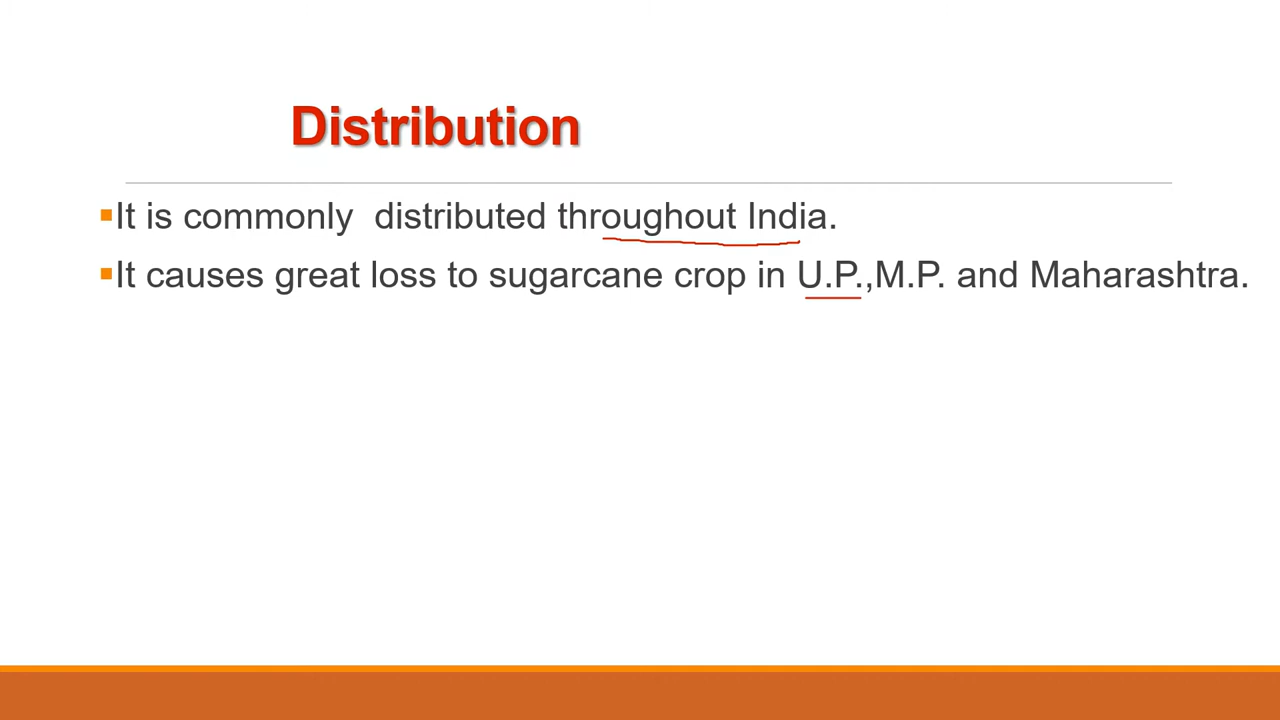 Distribution
It is commonly distributed throughout India.
It causes great loss to sugarcane crop in U.P.,M.P. and Maharashtra.